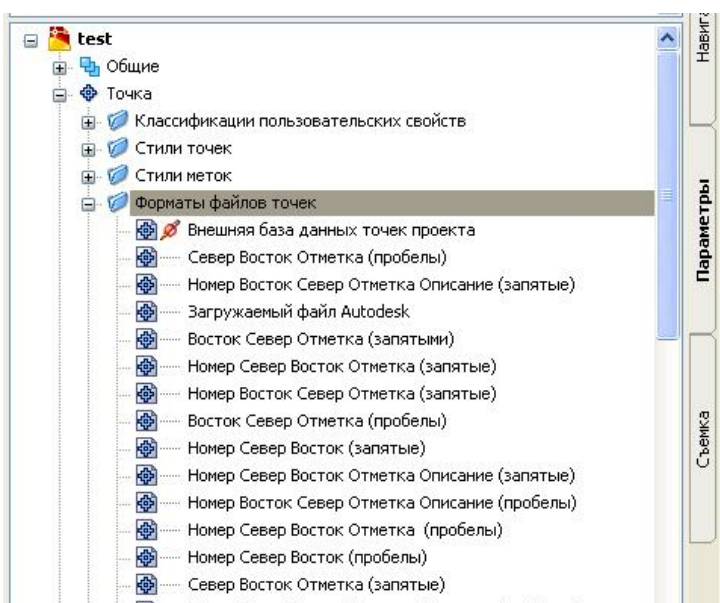 test
Общие
Точка
Классификации пользовательских свойств
Стили точек
Стили меток
Форматы файлов точек
Внешняя база данных точек проекта
Север Восток Отметка (пробелы)
Номер Восток Север Отметка Описание (запятые)
Загружаемый файл Autodesk
Восток Север Отметка (запятыми)
Номер Север Восток Отметка (запятые)
Номер Восток Север Отметка (запятые)
Восток Север Отметка (пробелы)
Номер Север Восток (запятые)
Номер Север Восток Отметка Описание (запятые)
Номер Восток Север Отметка Описание (пробелы)
Номер Восток Север Отметка (пробелы)
Номер Север Восток (пробелы)
Север Восток Отметка (запятые)
Параметры
Съемка